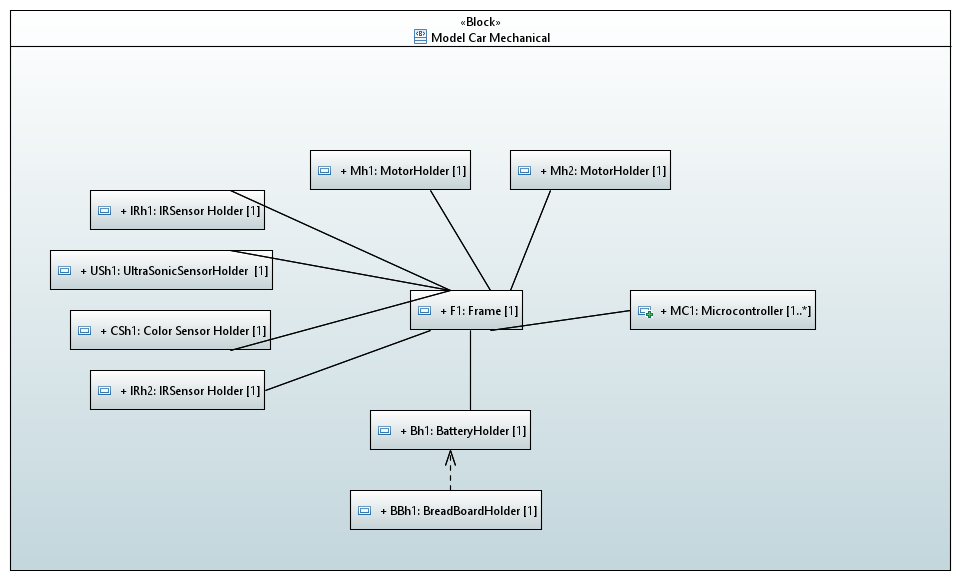 «Block»
Model Car Mechanical
+ Mh1: MotorHolder [1]
+ Mh2: MotorHolder [1]
+ IRh1: IRSensor Holder [1]
+ USh1: UltraSonicSensorHolder [1]
+ F1: Frame [1]
+ MC1: Microcontroller [1..*]
+ CSh1: Color Sensor Holder [1]
+ IRh2: IRSensor Holder [1]
+ Bh1: BatteryHolder [1]
+ BBh1: BreadBoardHolder [1]